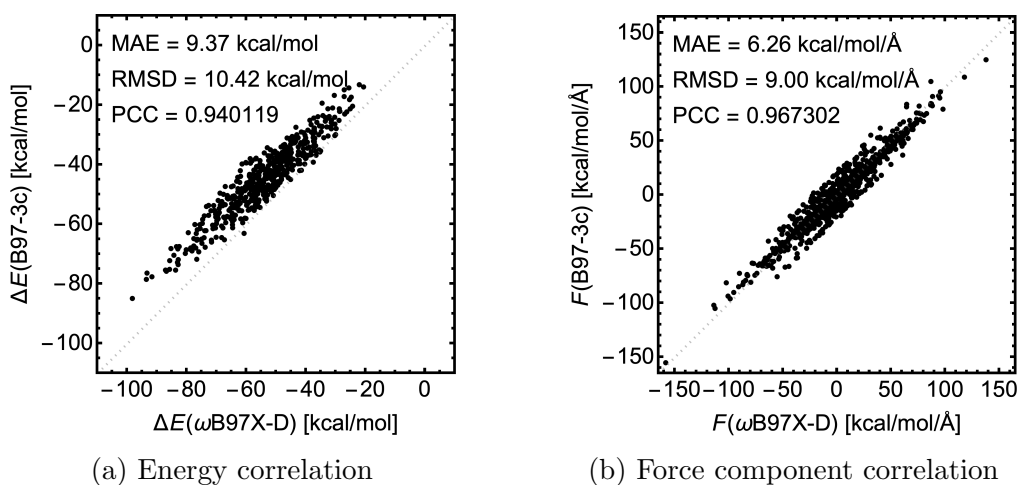 MAE = 9.37 kcal/mol
RMSD = 10.42 kcal/mol
PCC = 0.940119
0
−20
−40
−60
−80
−100
ΔE(B97-3c) [kcal/mol]
−100 −80 −60 −40 −20 0
ΔE(ωB97X-D) [kcal/mol]
(a) Energy correlation
MAE = 6.26 kcal/mol/Å
RMSD = 9.00 kcal/mol/Å
PCC = 0.967302
150
100
50
0
−50
−100
−150
F(B97-3c) [kcal/mol/Å]
−150 −100 −50 0 50 100 150
F(ωB97X-D) [kcal/mol/Å]
(b) Force component correlation